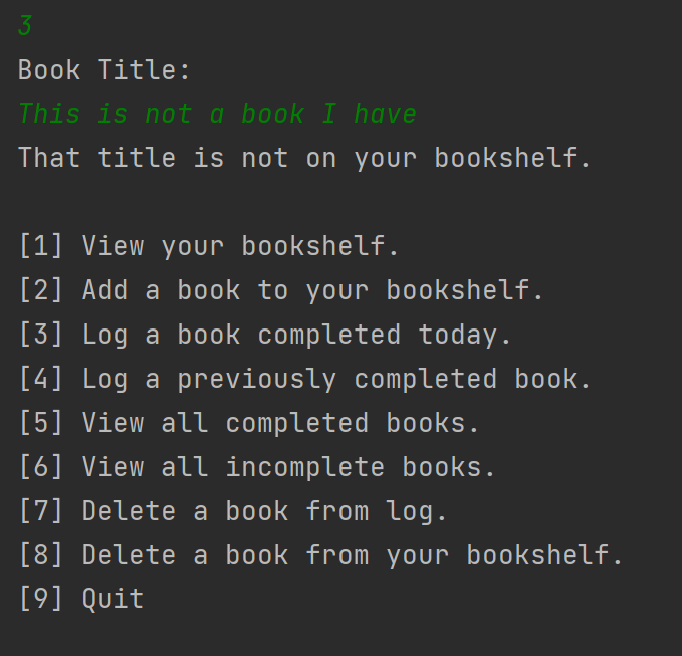 3
Book Title:
This is not a book I have
That title is not on your bookshelf.
[1] View your bookshelf.
[2] Add a book to your bookshelf.
[3] Log a book completed today.
[4] Log a previously completed book.
[5] View all completed books.
[6] View all incomplete books.
[7] Delete a book from log.
[8] Delete a book from your bookshelf.
[9] Quit